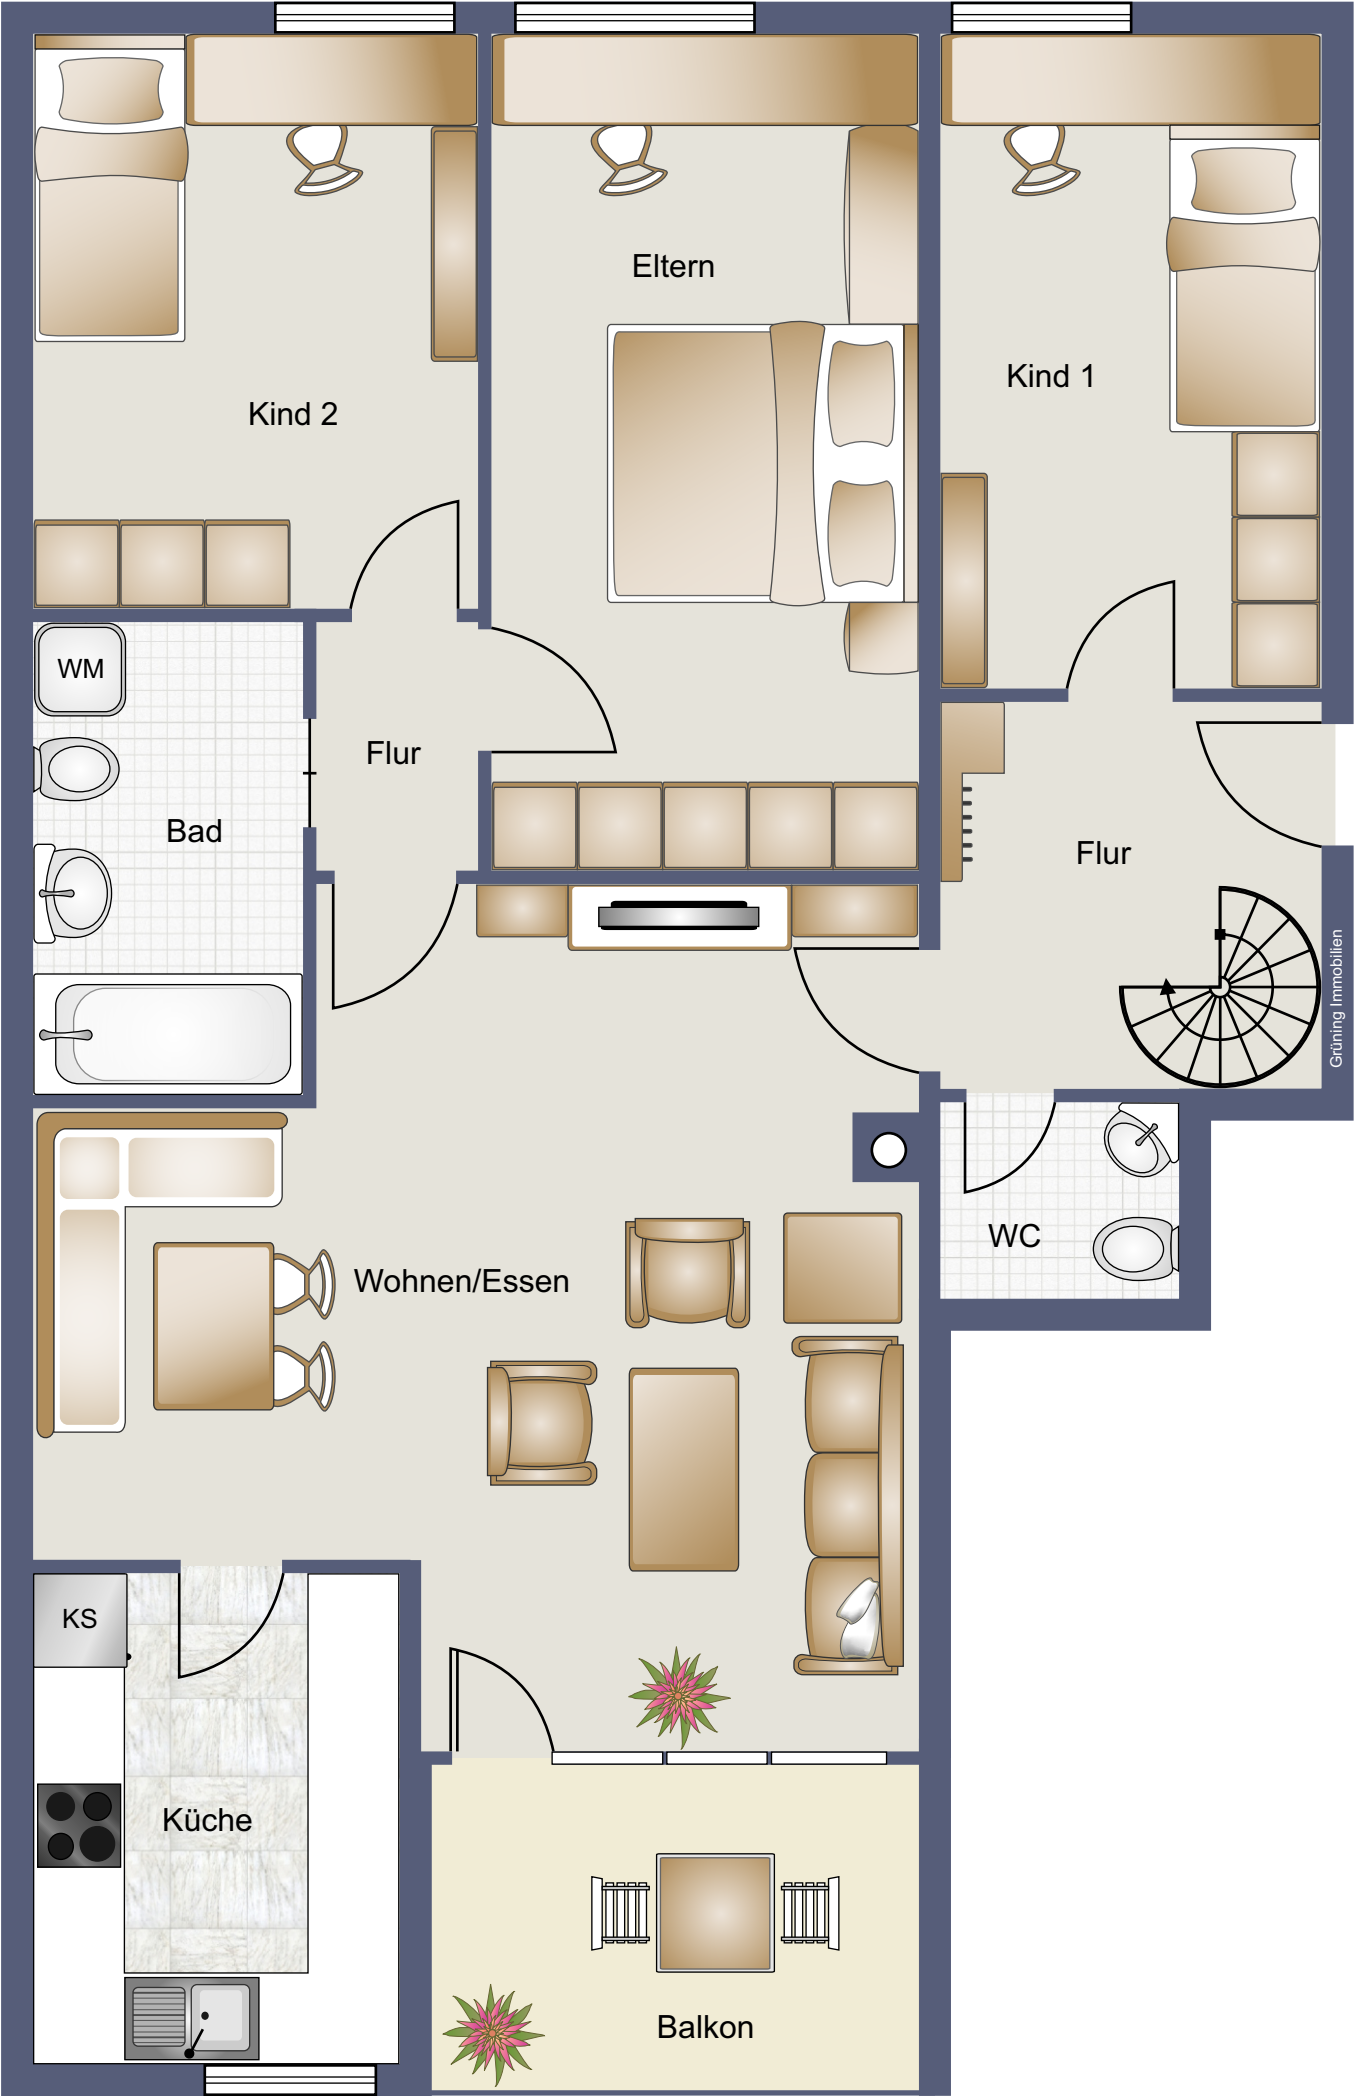 Eltern
Kind 1
Kind 2
WM
Flur
Bad
Flur
Grüning Immobilien
WC
Wohnen/Essen
KS
Küche
Balkon